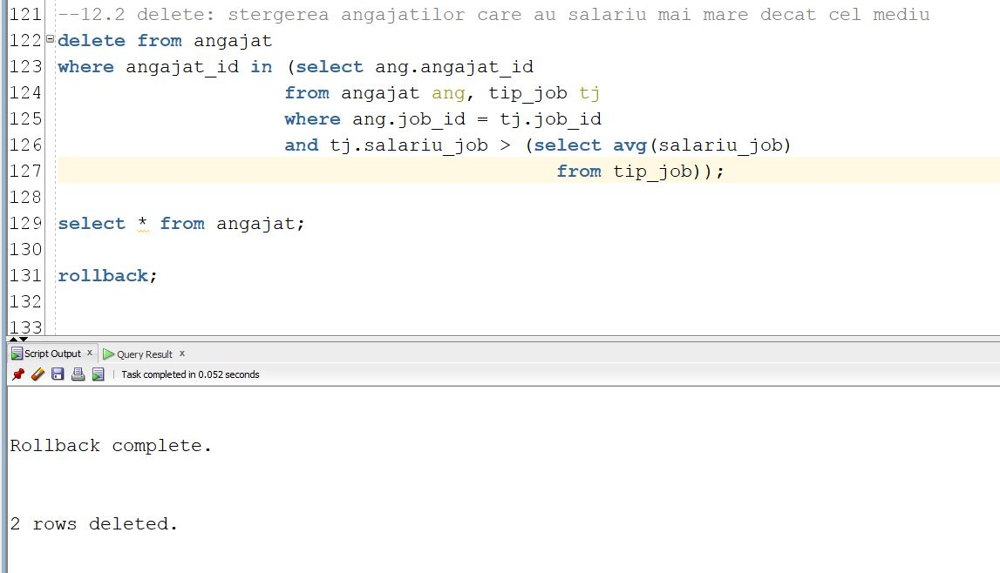 121 --12.2 delete: stergerea angajatilor care au salariu mai mare decat cel mediu
122 delete from angajat
123 where angajat_id in (select ang.angajat_id
124 from angajat ang, tip_job tj
125 where ang.job_id = tj.job_id
126 and tj.salariu_job > (select avg(salariu_job)
127 from tip_job));
128
129 select * from angajat;
130
131 rollback;
132
133
Script Output x Query Result x
Task completed in 0.052 seconds
Rollback complete.
2 rows deleted.